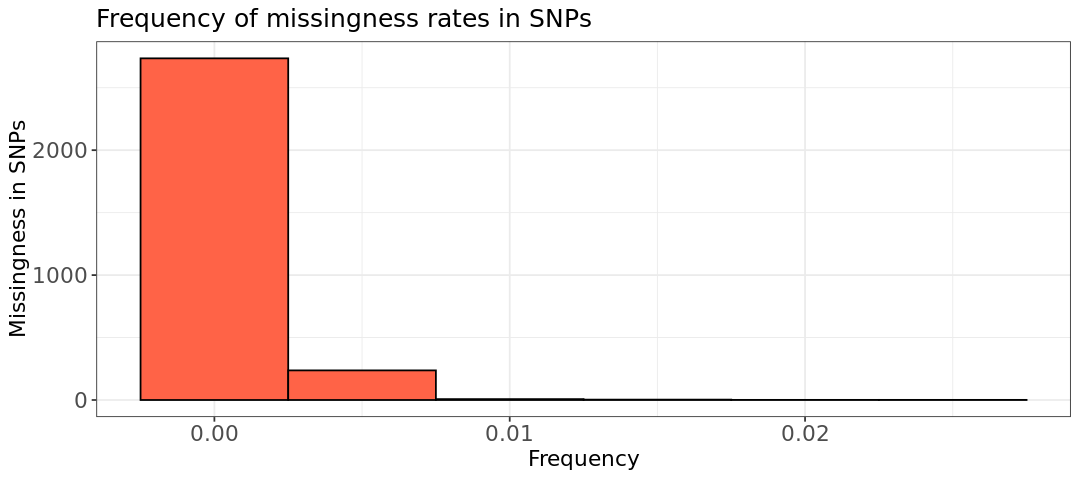 Frequency of missingness rates in SNPs
Missingness in SNPs
2000
1000
0
0.00
0.01
0.02
Frequency